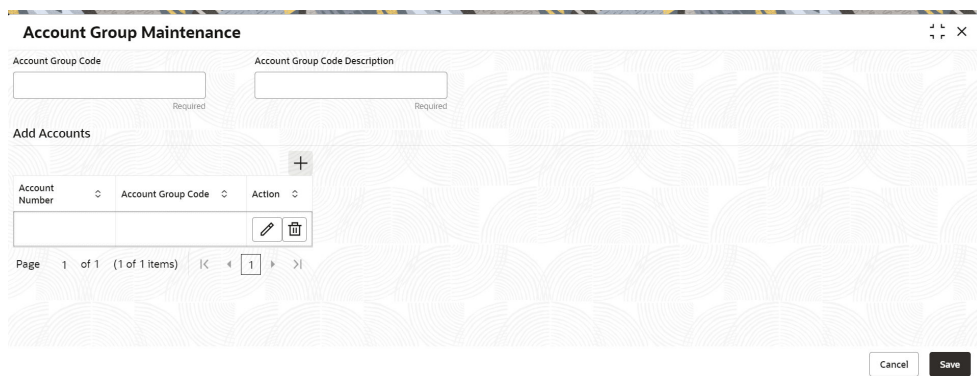 Account Group Maintenance
Account Group Code Account Group Code Description
Required Required
Add Accounts
Account Number Account Group Code Action
Page 1 of 1 (1 of 1 items) 1
Cancel Save